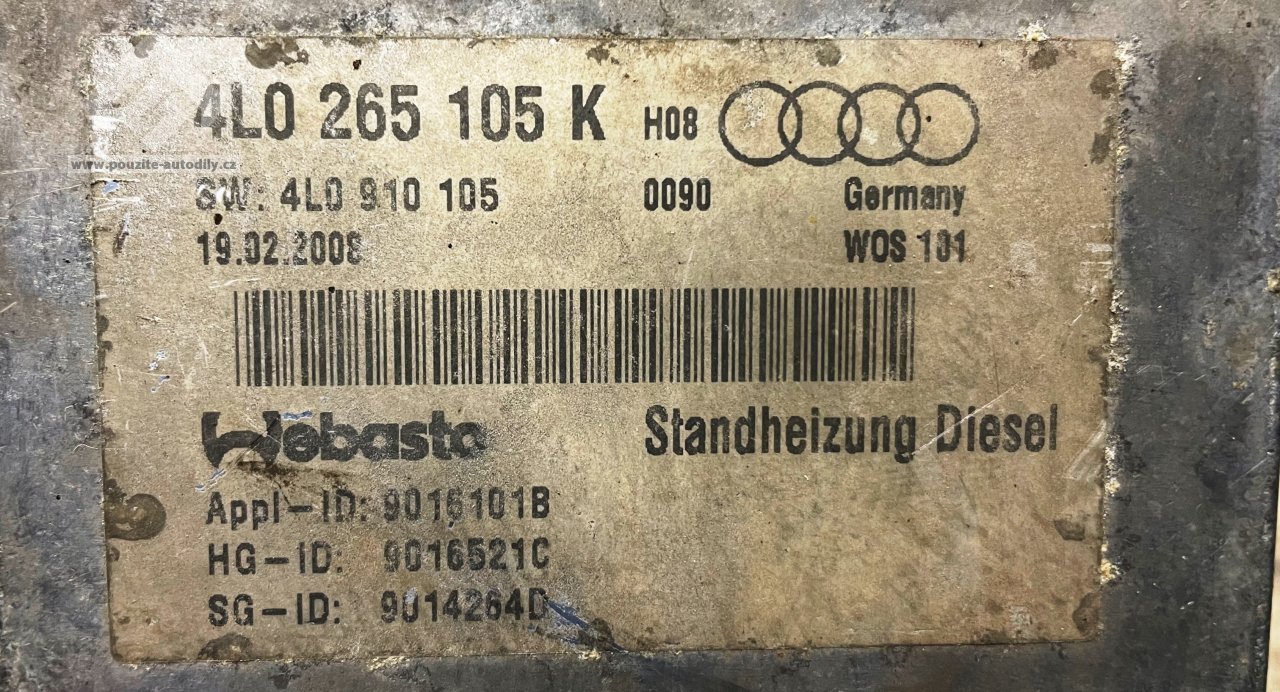 4L0 265 105 K H08
www.pouzite-autodily.cz
SW: 4L0 910 105 0090 Germany
19.02.2008 WOS 101
Webasto Standheizung Diesel
Appl-ID: 9016101B
HG-ID: 9016521C
SG-ID: 9014264D